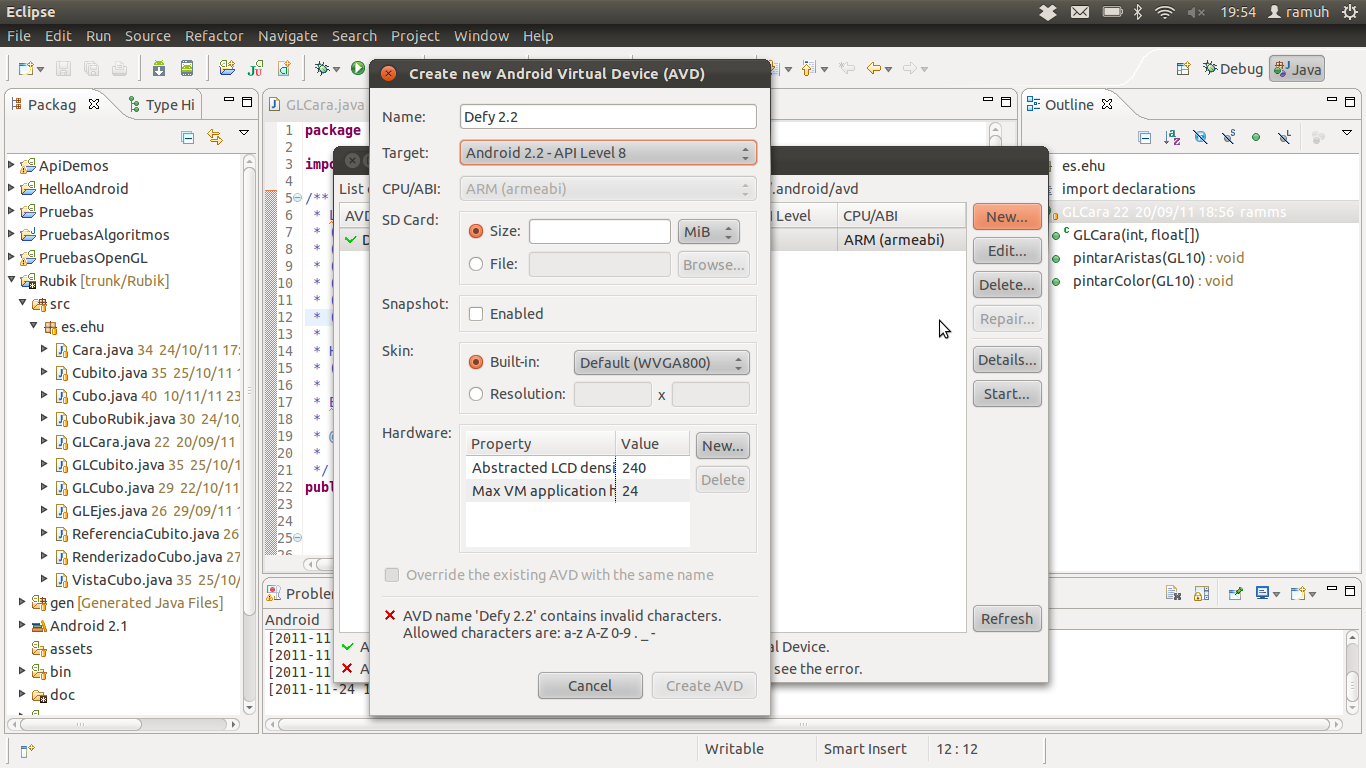 Eclipse
19:54 ramuh
File Edit Run Source Refactor Navigate Search Project Window Help
Debug Java
Packag Type Hi
ApiDemos
HelloAndroid
Pruebas
PruebasAlgoritmos
PruebasOpenGL
Rubik [trunk/Rubik]
src
es.ehu
Cara.java 34 24/10/11 17:
Cubito.java 35 25/10/1
Cubo.java 40 10/11/11 23
CuboRubik.java 30 24/10
GLCara.java 22 20/09/11
GLCubito.java 35 25/10/1
GLCubo.java 29 22/10/11
GLEjes.java 26 29/09/11 1
ReferenciaCubito.java 26
RenderizadoCubo.java 27
VistaCubo.java 35 25/10/
gen [Generated Java Files]
Android 2.1
assets
bin
doc
GLCara.java
1 package
2
3
4
5 /**
6 *
7 *
8 *
9 *
10 *
11 *
12 *
13 *
14 *
15 *
16 *
17 *
18 *
19 * @
20 *
21 */
22 publ
23
24
25
26
List
.android/avd
AVD
Level CPU/ABI
ARM (armeabi)
New...
Edit...
Delete...
Repair...
Details...
Start...
Refresh
al Device.
see the error.
Create new Android Virtual Device (AVD)
Name: Defy 2.2
Target: Android 2.2 - API Level 8
CPU/ABI: ARM (armeabi)
SD Card: Size: MiB
File: Browse...
Snapshot: Enabled
Skin: Built-in: Default (WVGA800)
Resolution: x
Hardware: Property Value New...
Abstracted LCD densi 240 Delete
Max VM application h 24
Override the existing AVD with the same name
AVD name 'Defy 2.2' contains invalid characters.
Allowed characters are: a-z A-Z 0-9 . _ -
Cancel Create AVD
Outline
es.ehu
import declarations
GLCara 22 20/09/11 18:56 ramms
GLCara(int, float[])
pintarAristas(GL10) : void
pintarColor(GL10) : void
Problem
Android
[2011-11
[2011-11
[2011-11
[2011-11-24 1
Writable Smart Insert 12 : 12